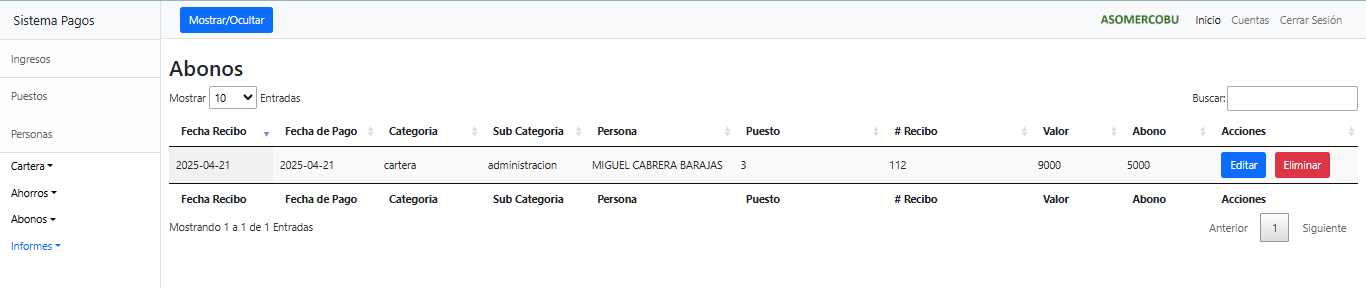 Sistema Pagos
Mostrar/Ocultar
ASOMERCOBU Inicio Cuentas Cerrar Sesión
Ingresos
Puestos
Personas
Cartera
Ahorros
Abonos
Informes
Abonos
Mostrar 10 Entradas
Buscar:
Fecha Recibo Fecha de Pago Categoria Sub Categoria Persona Puesto # Recibo Valor Abono Acciones
2025-04-21 2025-04-21 cartera administracion MIGUEL CABRERA BARAJAS 3 112 9000 5000 Editar Eliminar
Fecha Recibo Fecha de Pago Categoria Sub Categoria Persona Puesto # Recibo Valor Abono Acciones
Mostrando 1 a 1 de 1 Entradas
Anterior 1 Siguiente